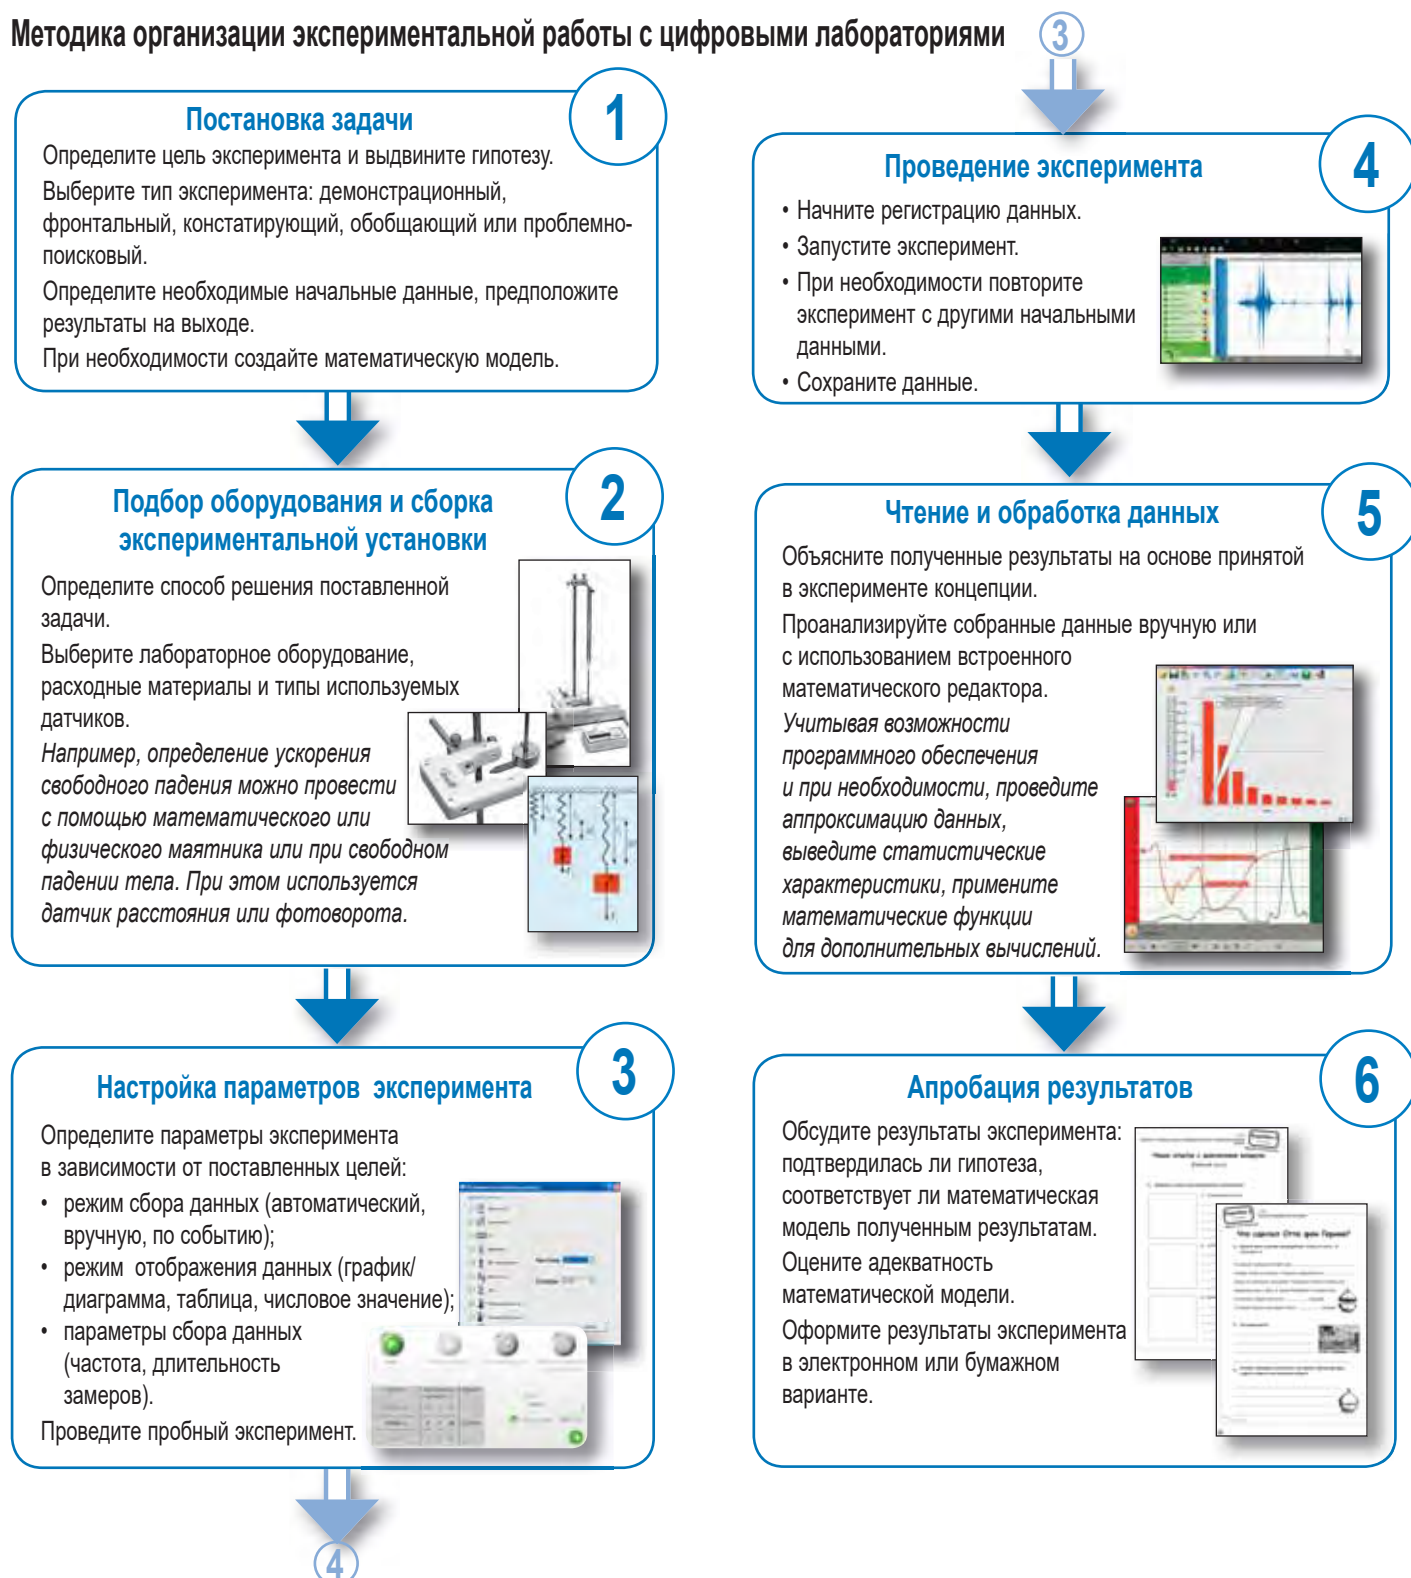 Методика организации экспериментальной работы с цифровыми лабораториями
1
Постановка задачи
Определите цель эксперимента и выдвините гипотезу.
Выберите тип эксперимента: демонстрационный,
фронтальный, констатирующий, обобщающий или проблемно-
поисковый.
Определите необходимые начальные данные, предположите
результаты на выходе.
При необходимости создайте математическую модель.
2
Подбор оборудования и сборка
экспериментальной установки
Определите способ решения поставленной
задачи.
Выберите лабораторное оборудование,
расходные материалы и типы используемых
датчиков.
Например, определение ускорения
свободного падения можно провести
с помощью математического или
физического маятника или при свободном
падении тела. При этом используется
датчик расстояния или фотоворота.
3
Настройка параметров эксперимента
Определите параметры эксперимента
в зависимости от поставленных целей:
• режим сбора данных (автоматический,
вручную, по событию);
• режим отображения данных (график/
диаграмма, таблица, числовое значение);
• параметры сбора данных
(частота, длительность
замеров).
Проведите пробный эксперимент.
4
3
4
Проведение эксперимента
• Начните регистрацию данных.
• Запустите эксперимент.
• При необходимости повторите
эксперимент с другими начальными
данными.
• Сохраните данные.
5
Чтение и обработка данных
Объясните полученные результаты на основе принятой
в эксперименте концепции.
Проанализируйте собранные данные вручную или
с использованием встроенного
математического редактора.
Учитывая возможности
программного обеспечения
и при необходимости, проведите
аппроксимацию данных,
выведите статистические
характеристики, примените
математические функции
для дополнительных вычислений.
6
Апробация результатов
Обсудите результаты эксперимента:
подтвердилась ли гипотеза,
соответствует ли математическая
модель полученным результатам.
Оцените адекватность
математической модели.
Оформите результаты эксперимента
в электронном или бумажном
варианте.
Что сделал Отто фон Герике?